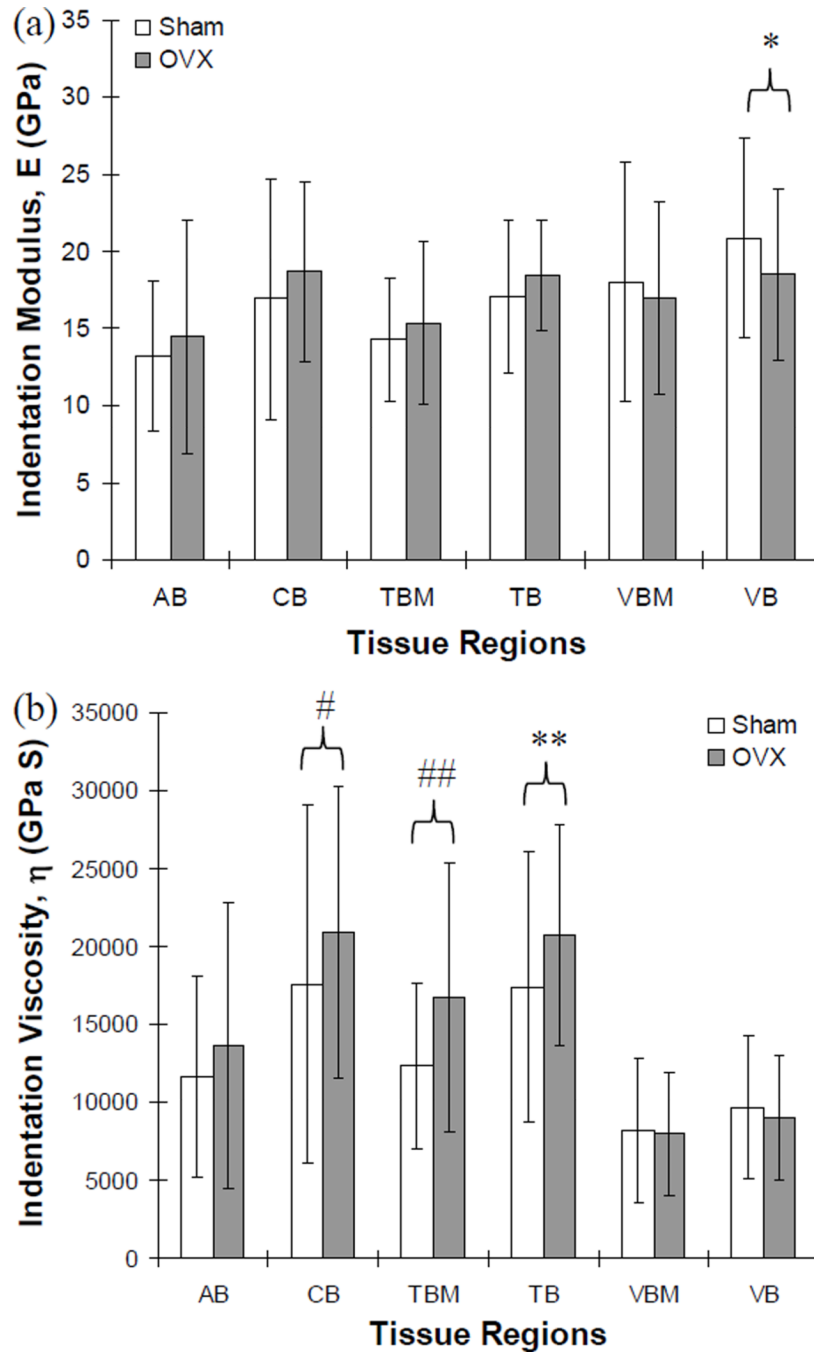 (a)
Sham
OVX
*
Indentation Modulus, E (GPa)
35
30
25
20
15
10
5
0
AB CB TBM TB VBM VB
Tissue Regions
(b)
#
##
**
Sham
OVX
Indentation Viscosity, η (GPa S)
35000
30000
25000
20000
15000
10000
5000
0
AB CB TBM TB VBM VB
Tissue Regions